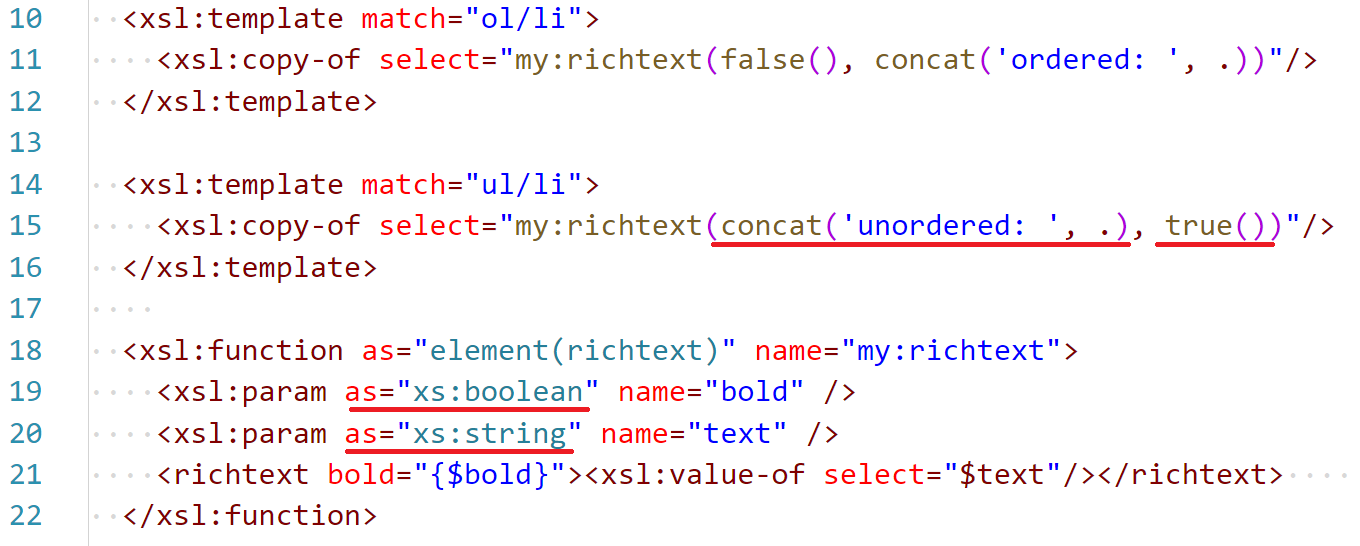 10   <xsl:template match="ol/li">
11     <xsl:copy-of select="my:richtext(false(), concat('ordered: ', .))"/>
12   </xsl:template>
13
14   <xsl:template match="ul/li">
15     <xsl:copy-of select="my:richtext(concat('unordered: ', .), true())"/>
16   </xsl:template>
17
18   <xsl:function as="element(richtext)" name="my:richtext">
19     <xsl:param as="xs:boolean" name="bold" />
20     <xsl:param as="xs:string" name="text" />
21     <richtext bold="{$bold}"><xsl:value-of select="$text"/></richtext>
22   </xsl:function>